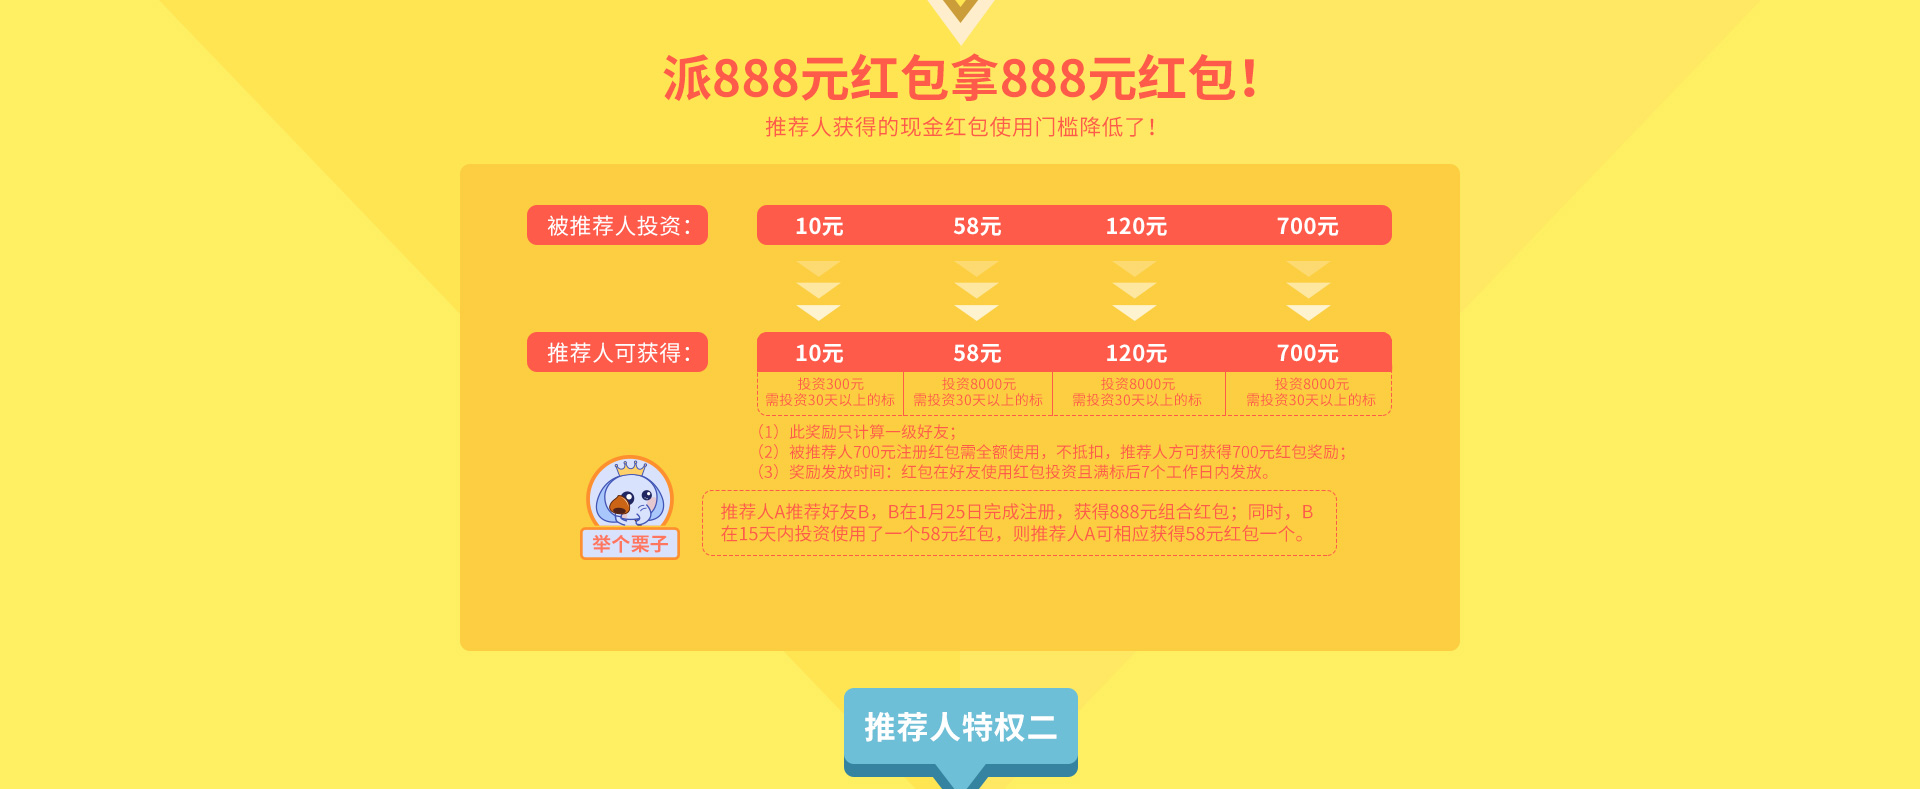 派888元红包拿888元红包！
推荐人获得的现金红包使用门槛降低了！
被推荐人投资： 10元 58元 120元 700元
推荐人可获得： 10元 58元 120元 700元
投资300元 投资8000元 投资8000元 投资8000元
需投资30天以上的标 需投资30天以上的标 需投资30天以上的标 需投资30天以上的标
（1）此奖励只计算一级好友；
（2）被推荐人700元注册红包需全额使用，不抵扣，推荐人方可获得700元红包奖励；
（3）奖励发放时间：红包在好友使用红包投资且满标后7个工作日内发放。
推荐人A推荐好友B，B在1月25日完成注册，获得888元组合红包；同时，B
在15天内投资使用了一个58元红包，则推荐人A可相应获得58元红包一个。
举个栗子
推荐人特权二